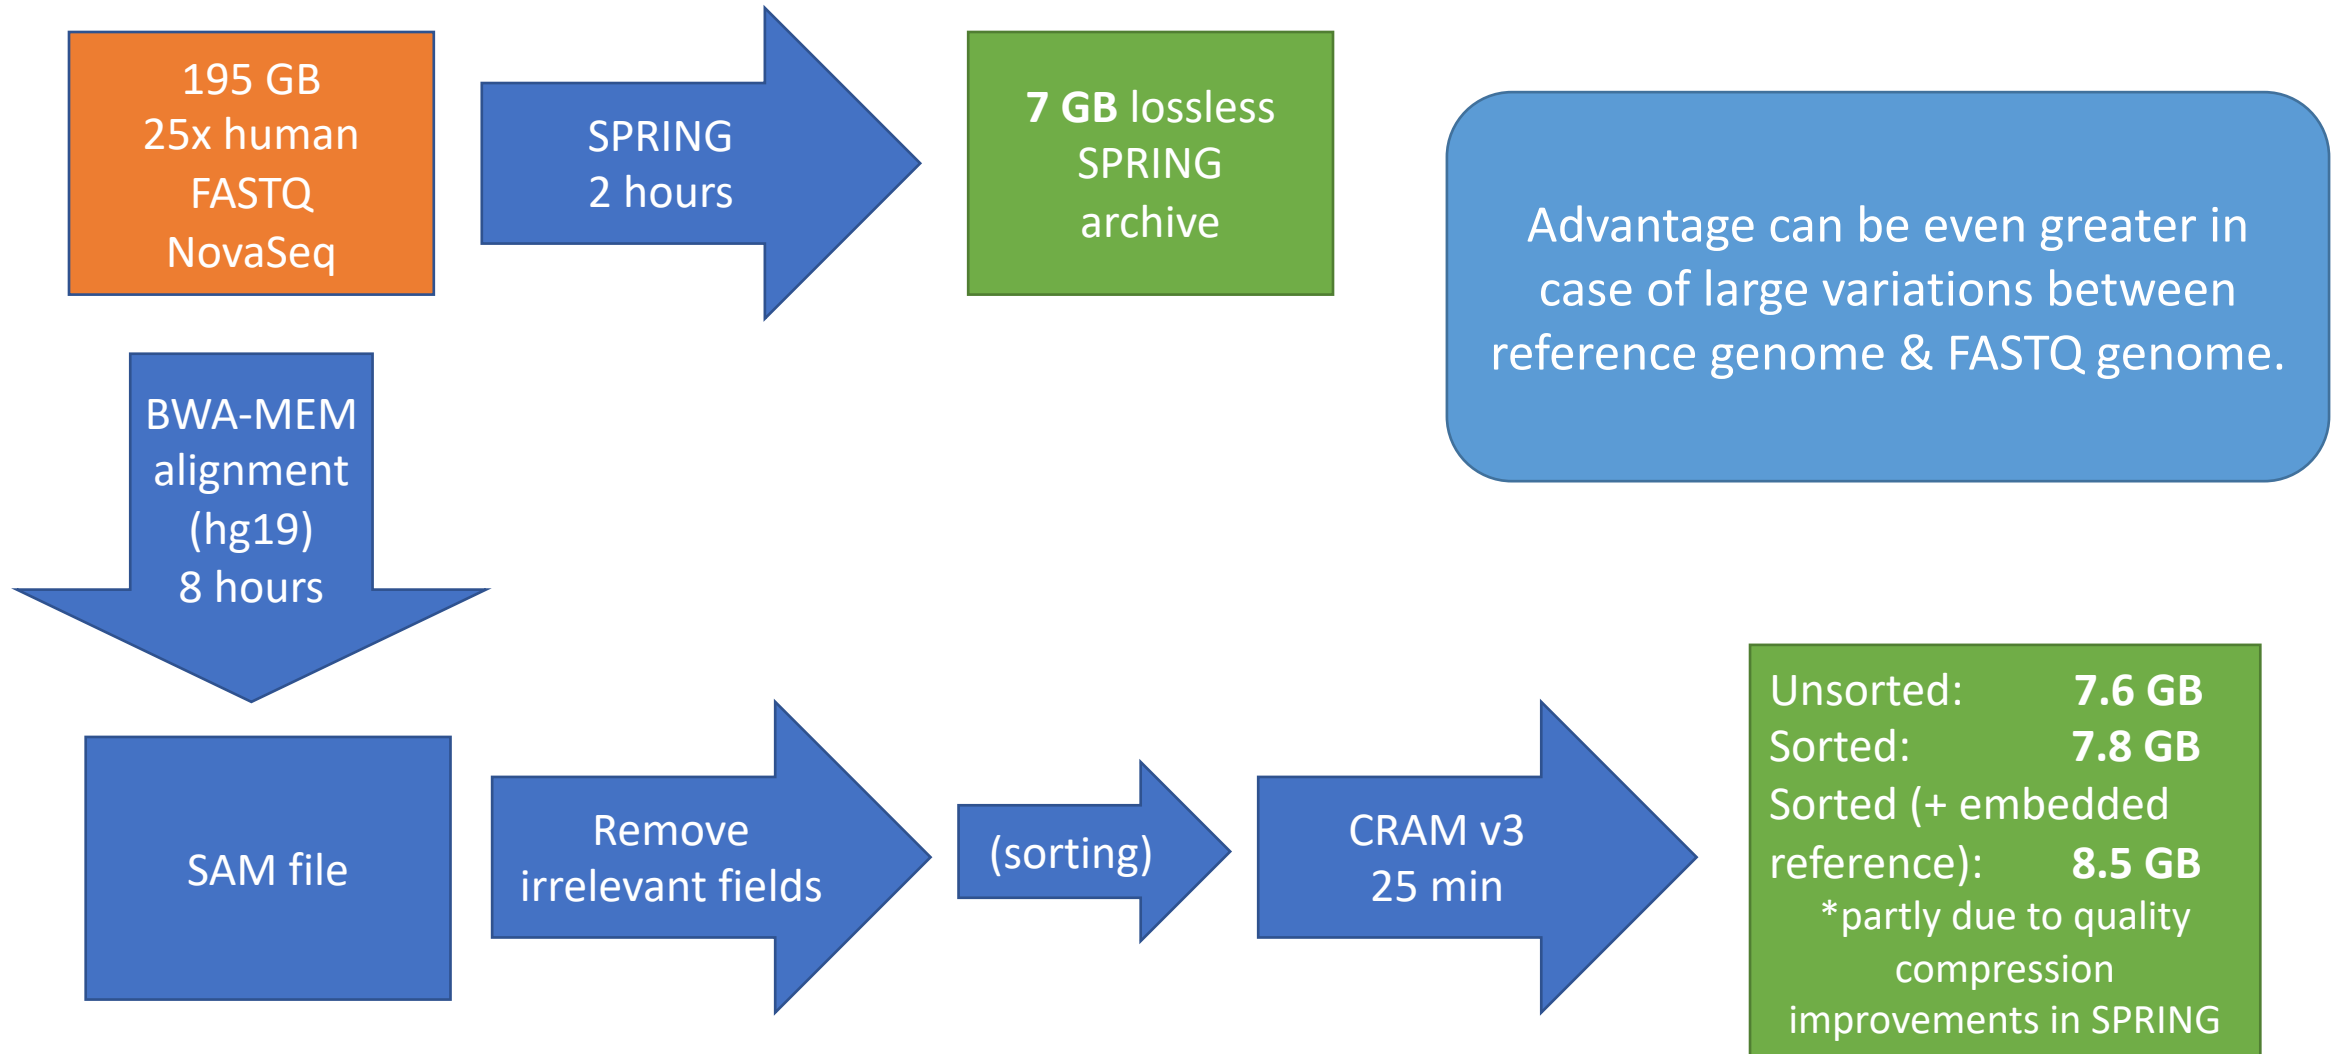 195 GB
25x human
FASTQ
NovaSeq
SPRING
2 hours
7 GB lossless
SPRING
archive
Advantage can be even greater in
case of large variations between
reference genome & FASTQ genome.
BWA-MEM
alignment
(hg19)
8 hours
SAM file
Remove
irrelevant fields
(sorting)
CRAM v3
25 min
Unsorted: 7.6 GB
Sorted: 7.8 GB
Sorted (+ embedded
reference): 8.5 GB
*partly due to quality
compression
improvements in SPRING